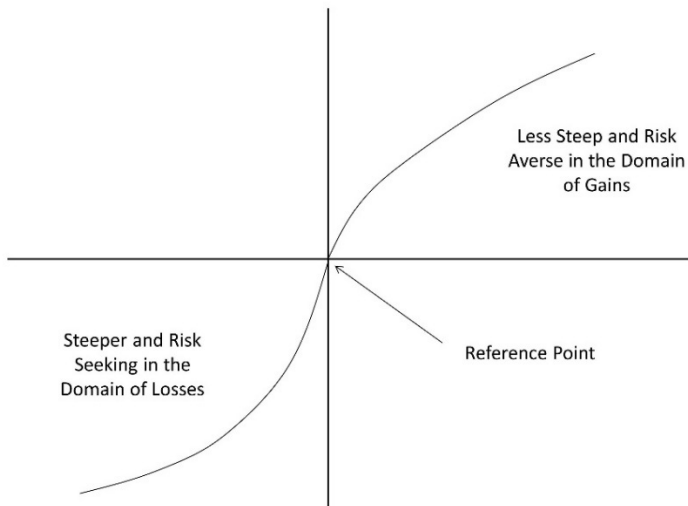 Less Steep and Risk
Averse in the Domain
of Gains
Steeper and Risk
Seeking in the
Domain of Losses
Reference Point